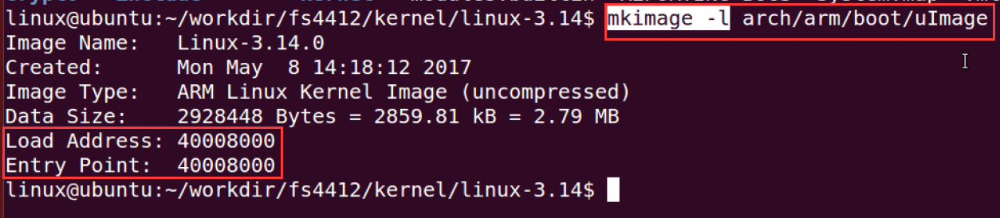 linux@ubuntu:~/workdir/fs4412/kernel/linux-3.14$ mkimage -l arch/arm/boot/uImage
Image Name:   Linux-3.14.0
Created:      Mon May  8 14:18:12 2017
Image Type:   ARM Linux Kernel Image (uncompressed)
Data Size:    2928448 Bytes = 2859.81 kB = 2.79 MB
Load Address: 40008000
Entry Point:  40008000
linux@ubuntu:~/workdir/fs4412/kernel/linux-3.14$